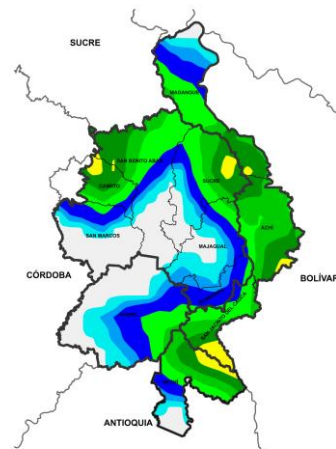 SUCRE
MAGANGUÉ
SAN BENITO ABAD
CAIMITO
SUCRE
SAN MARCOS
ACHÍ
MAJAGUAL
CÓRDOBA
BOLÍVAR
ANTIOQUIA